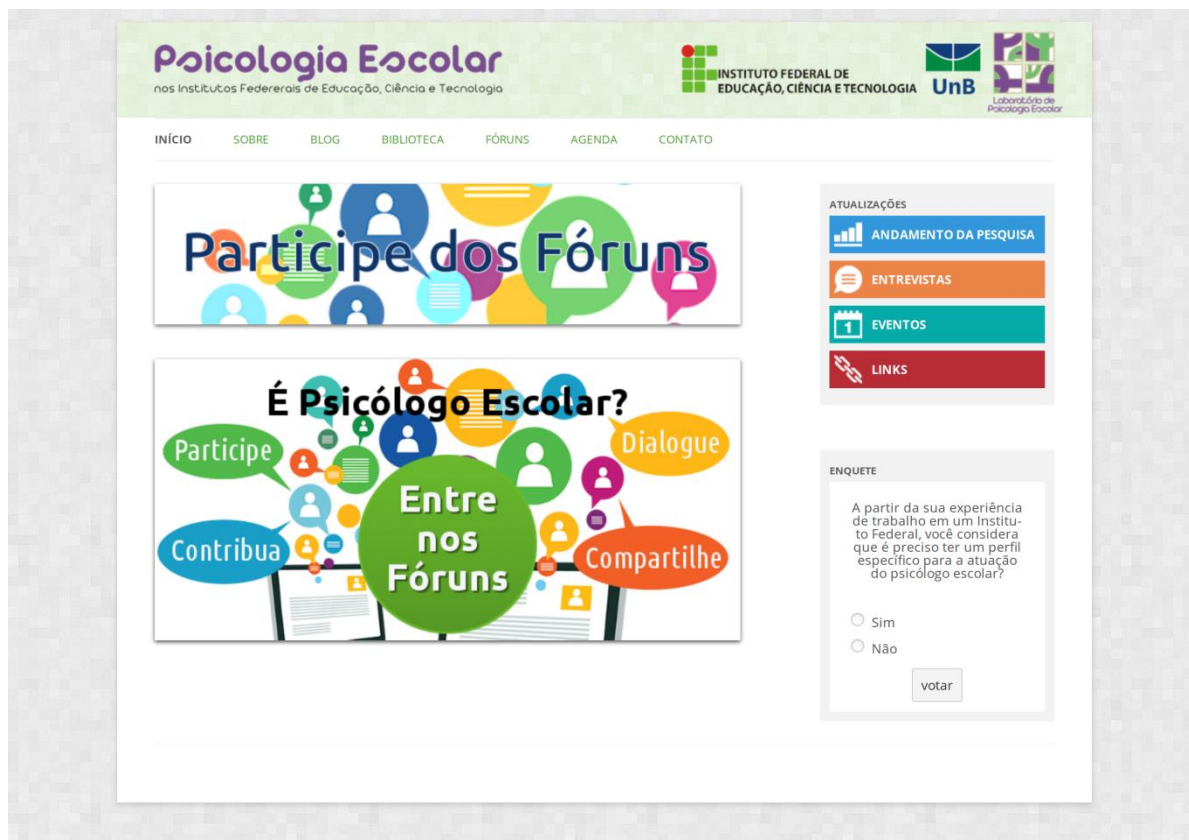 Psicologia Escolar
nos Institutos Federerais de Educação, Ciência e Tecnologia
INSTITUTO FEDERAL DE
EDUCAÇÃO, CIÊNCIA E TECNOLOGIA
UnB
Laboratório de
Psicologia Escolar
INÍCIO SOBRE BLOG BIBLIOTECA FÓRUNS AGENDA CONTATO
Participe dos Fóruns
É Psicólogo Escolar?
Participe
Dialogue
Contribua
Entre
nos
Fóruns
Compartilhe
ATUALIZAÇÕES
ANDAMENTO DA PESQUISA
ENTREVISTAS
1 EVENTOS
LINKS
ENQUETE
A partir da sua experiência
de trabalho em um Institu-
to Federal, você considera
que é preciso ter um perfil
específico para a atuação
do psicólogo escolar?
Sim
Não
votar